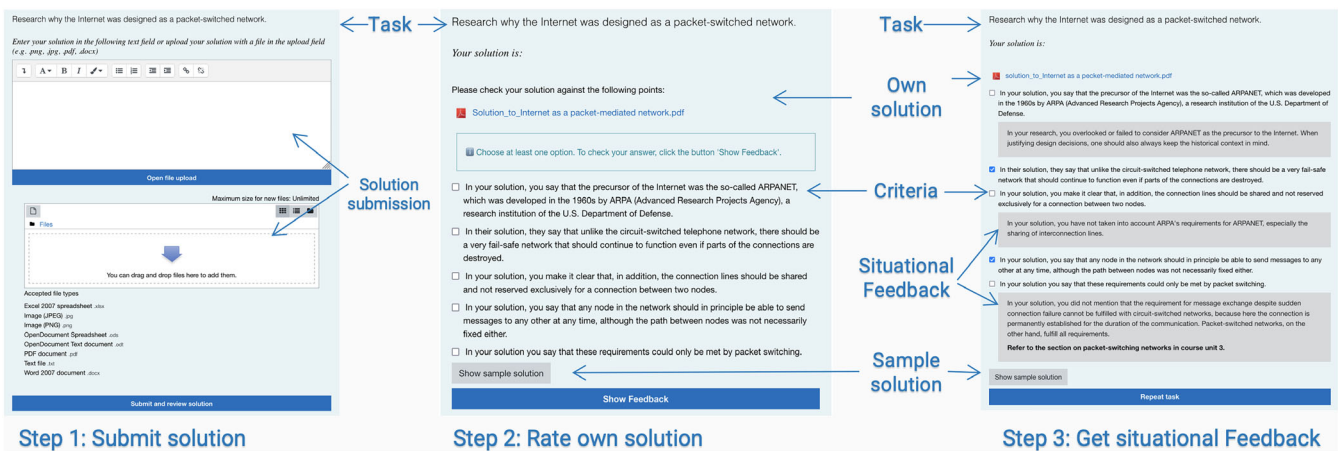 Research why the Internet was designed as a packet-switched network.
Enter your solution in the following text field or upload your solution with a file in the upload field
(e.g. .png, .jpg, .pdf, .docx)
A
B
I
Open file upload
Maximum size for new files: Unlimited
Files
You can drag and drop files here to add them.
Accepted file types
Excel 2007 spreadsheet .xlsx
Image (JPEG) .jpg
Image (PNG) .png
OpenDocument Spreadsheet .ods
OpenDocument Text document .odt
PDF document .pdf
Text file .txt
Word 2007 document .docx
Submit and review solution
Step 1: Submit solution
Task
Solution
submission
Research why the Internet was designed as a packet-switched network.
Your solution is:
Please check your solution against the following points:
Solution_to_Internet as a packet-mediated network.pdf
Choose at least one option. To check your answer, click the button 'Show Feedback'.
In your solution, you say that the precursor of the Internet was the so-called ARPANET,
which was developed in the 1960s by ARPA (Advanced Research Projects Agency), a
research institution of the U.S. Department of Defense.
In their solution, they say that unlike the circuit-switched telephone network, there should be
a very fail-safe network that should continue to function even if parts of the connections are
destroyed.
In your solution, you make it clear that, in addition, the connection lines should be shared
and not reserved exclusively for a connection between two nodes.
In your solution, you say that any node in the network should in principle be able to send
messages to any other at any time, although the path between nodes was not necessarily
fixed either.
In your solution you say that these requirements could only be met by packet switching.
Show sample solution
Show Feedback
Step 2: Rate own solution
Task
Own
solution
Criteria
Situational
Feedback
Sample
solution
Research why the Internet was designed as a packet-switched network.
Your solution is:
solution_to_Internet as a pecket-mediated network.pdf
In your solution, you say that the precursor of the Internet was the so-called ARPANET, which was developed
in the 1960s by ARPA (Advanced Research Projects Agency), a research institution of the U.S. Department of
Defense.
In your research, you overlooked or failed to consider ARPANET as the precursor to the Internet. When
justifying design decisions, one should also always keep the historical context in mind.
In their solution, they say that unlike the circuit-switched telephone network, there should be a very fail-safe
network that should continue to function even if parts of the connections are destroyed.
In your solution, you make it clear that, in addition, the connection lines should be shared and not reserved
exclusively for a connection between two nodes.
In your solution, you have not taken into account ARPA's requirements for ARPANET, especially the
sharing of interconnection lines.
In your solution, you say that any node in the network should in principle be able to send messages to any
other at any time, although the path between nodes was not necessarily fixed either.
In your solution you say that these requirements could only be met by packet switching.
In your solution, you did not mention that the requirement for message exchange despite sudden
connection failure cannot be fulfilled with circuit-switched networks, because here the connection is
permanently established for the duration of the communication. Packet-switched networks, on the
other hand, fulfill all requirements.
Refer to the section on packet-switching networks in course unit 3.
Show sample solution
Repeat task
Step 3: Get situational Feedback